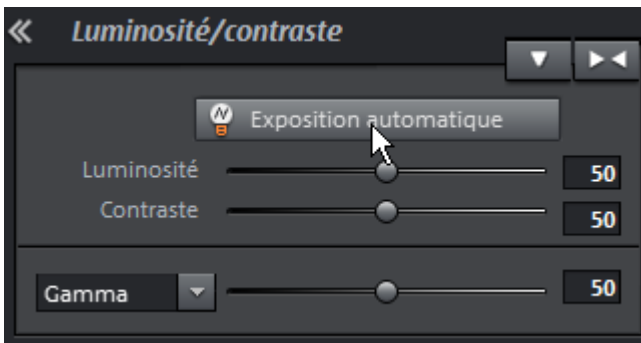 Luminosité/contraste
Exposition automatique
Luminosité 50
Contraste 50
Gamma 50